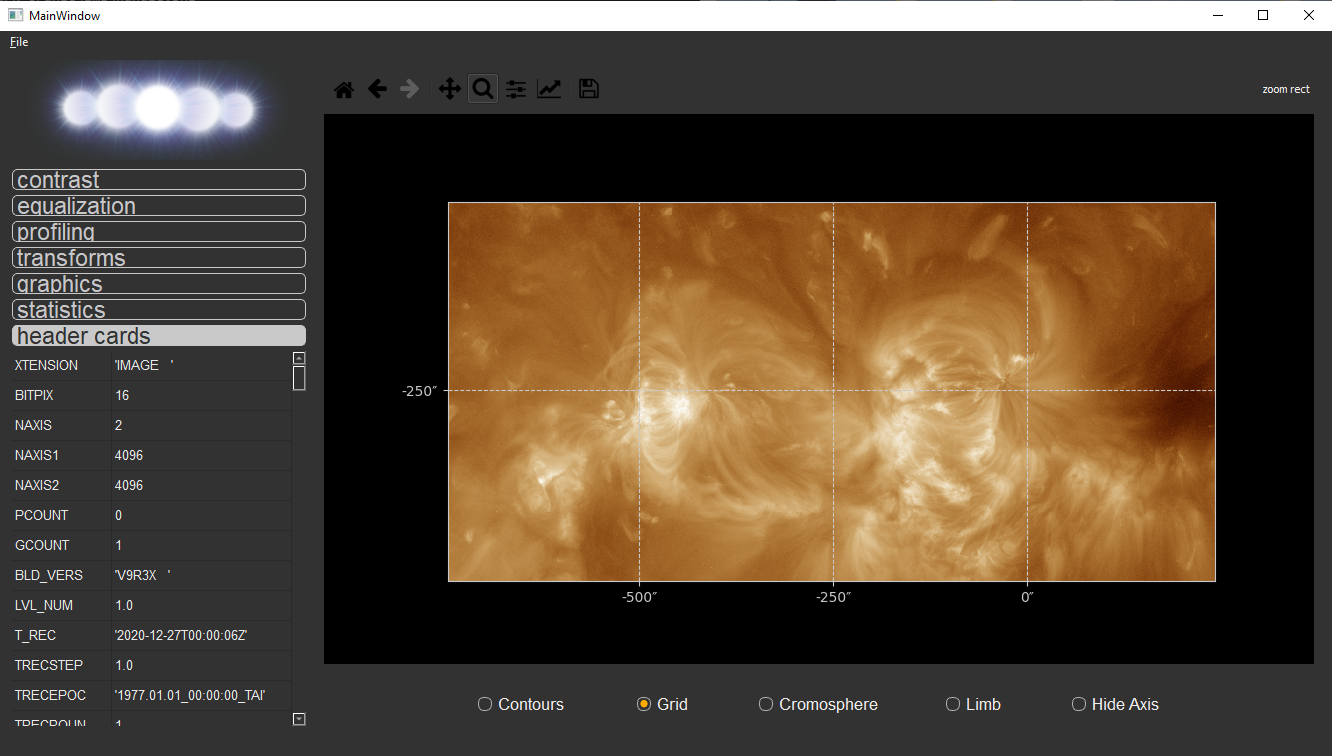 MainWindow
File
zoom rect
contrast
equalization
profiling
transforms
graphics
statistics
header cards
XTENSION 'IMAGE   '
BITPIX 16
NAXIS 2
NAXIS1 4096
NAXIS2 4096
PCOUNT 0
GCOUNT 1
BLD_VERS 'V9R3X   '
LVL_NUM 1.0
T_REC '2020-12-27T00:00:06Z'
TRECSTEP 1.0
TRECEPOC '1977.01.01_00:00:00_TAI'
TRECROUN 1
-250″
-500″ -250″ 0″
Contours Grid Cromosphere Limb Hide Axis